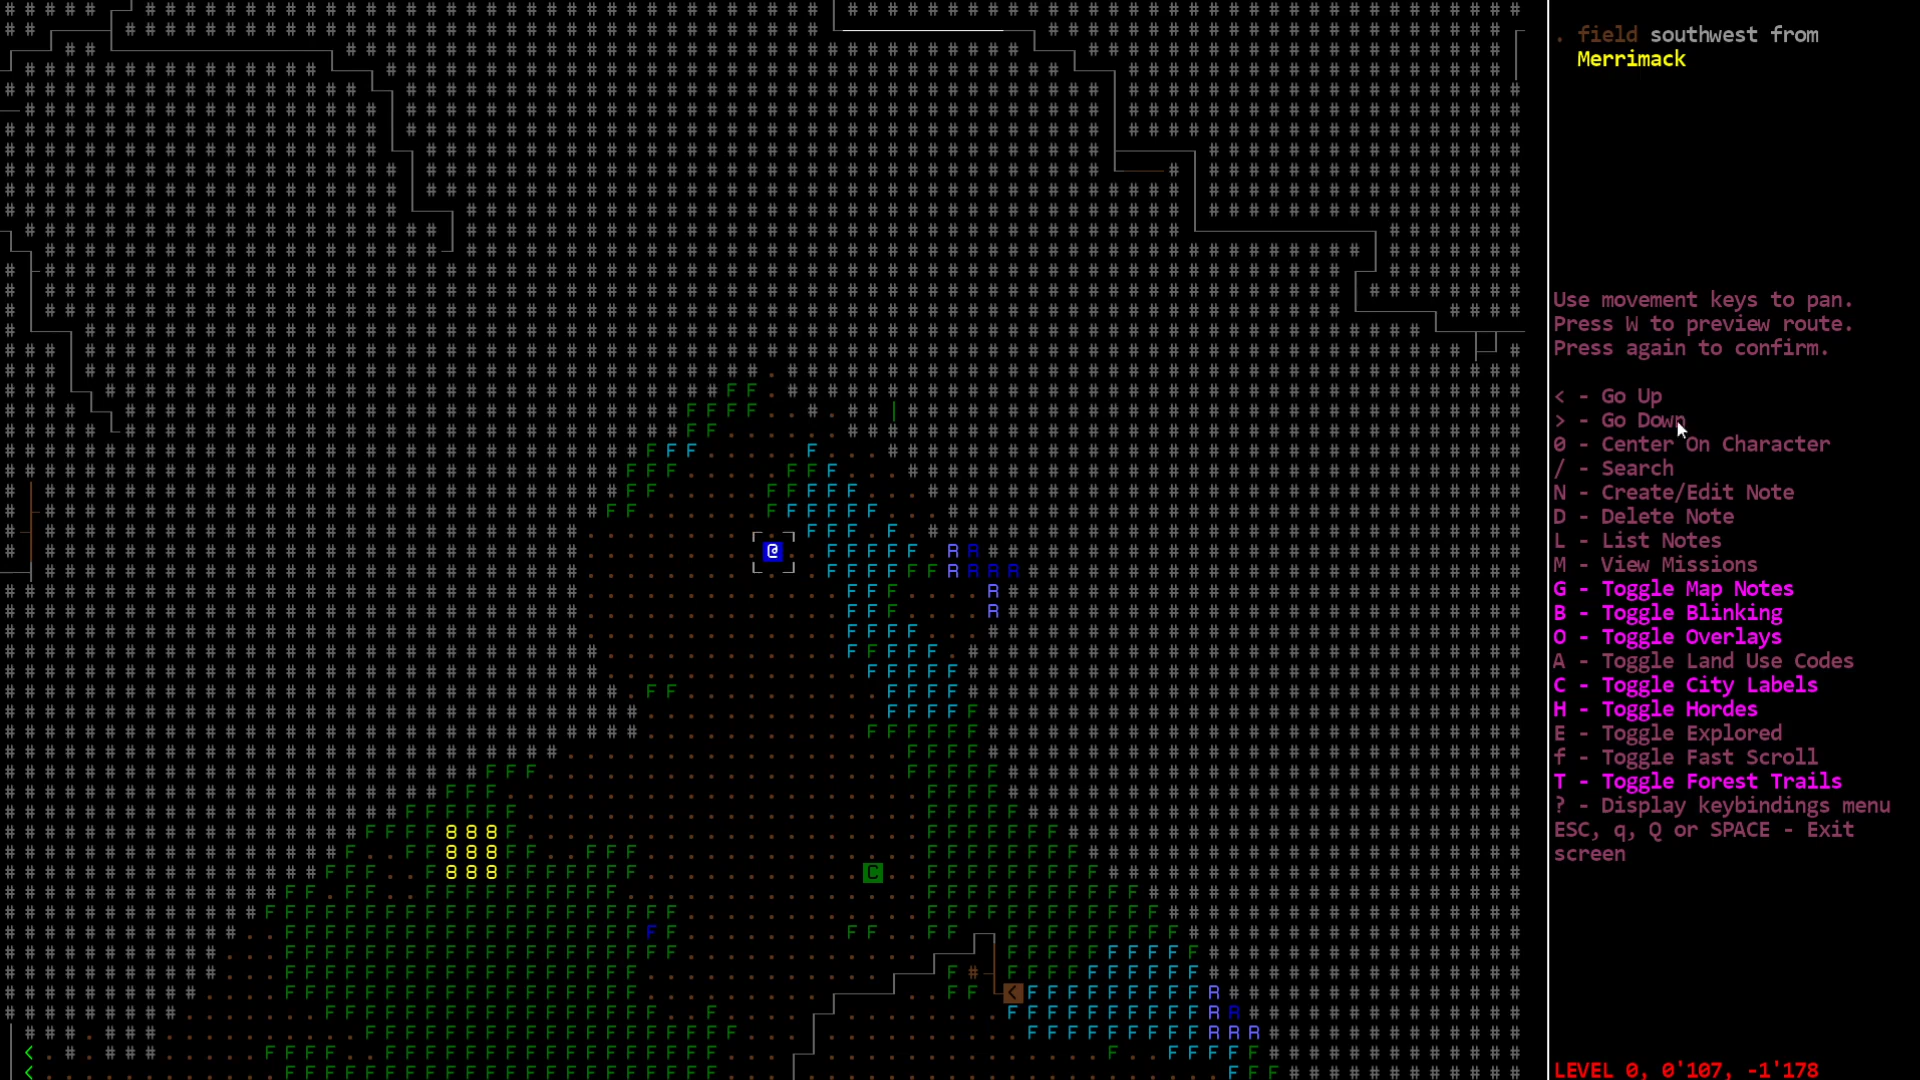 . field southwest from
Merrimack
Use movement keys to pan.
Press W to preview route.
Press again to confirm.
< - Go Up
> - Go Down
0 - Center On Character
/ - Search
N - Create/Edit Note
D - Delete Note
L - List Notes
M - View Missions
G - Toggle Map Notes
B - Toggle Blinking
O - Toggle Overlays
A - Toggle Land Use Codes
C - Toggle City Labels
H - Toggle Hordes
E - Toggle Explored
f - Toggle Fast Scroll
T - Toggle Forest Trails
? - Display keybindings menu
ESC, q, Q or SPACE - Exit
screen
LEVEL 0, 0'107, -1'178